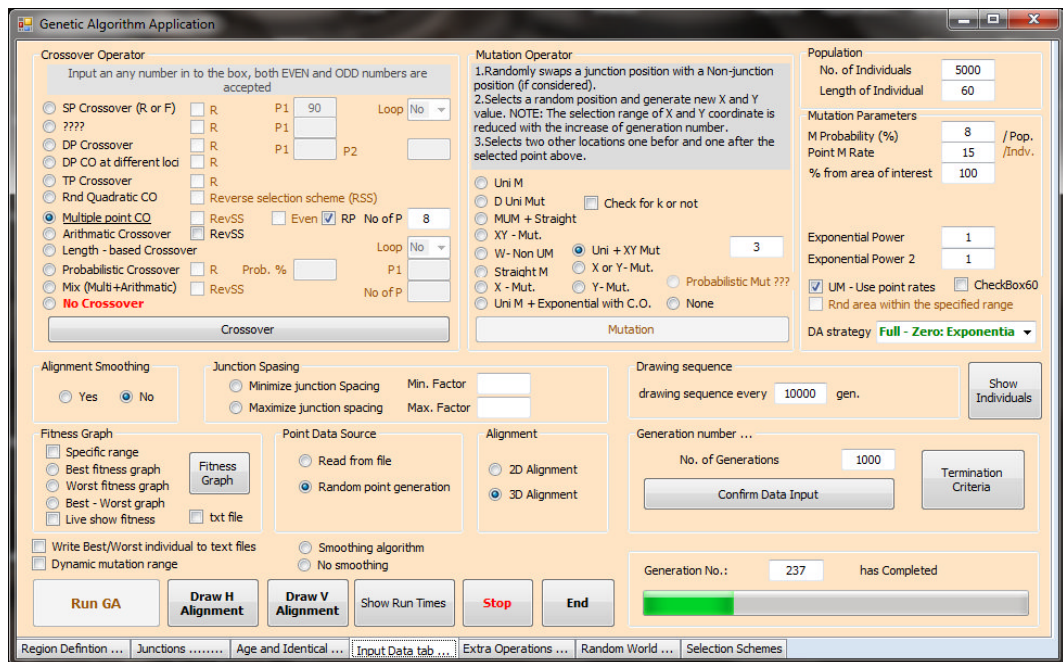 Genetic Algorithm Application
Crossover Operator
Input an any number in to the box, both EVEN and ODD numbers are
accepted
SP Crossover (R or F) R P1 90 Loop No
???? R P1
DP Crossover R P1 P2
DP CO at different loci R
TP Crossover R
Rnd Quadratic CO Reverse selection scheme (RSS)
Multiple point CO RevSS Even RP No of P 8
Arithmatic Crossover RevSS
Length - based Crossover Loop No
Probabilistic Crossover R Prob. % P1
Mix (Multi+Arithmatic) RevSS No of P
No Crossover
Crossover
Mutation Operator
1.Randomly swaps a junction position with a Non-junction
position (if considered).
2.Selects a random position and generate new X and Y
value. NOTE: The selection range of X and Y coordinate is
reduced with the increase of generation number.
3.Selects two other locations one befor and one after the
selected point above.
Uni M
D Uni Mut Check for k or not
MUM + Straight
XY - Mut.
W- Non UM Uni + XY Mut 3
Straight M X or Y- Mut.
X - Mut. Y- Mut. Probabilistic Mut ???
Uni M + Exponential with C.O. None
Mutation
Population
No. of Individuals 5000
Length of Individual 60
Mutation Parameters
M Probability (%) 8 / Pop.
Point M Rate 15 /Indv.
% from area of interest 100
Exponential Power 1
Exponential Power 2 1
UM - Use point rates CheckBox60
Rnd area within the specified range
DA strategy Full - Zero: Exponentia
Alignment Smoothing
Yes No
Junction Spasing
Minimize junction Spacing Min. Factor
Maximize junction spacing Max. Factor
Drawing sequence
drawing sequence every 10000 gen.
Show
Individuals
Fitness Graph
Specific range
Best fitness graph
Worst fitness graph
Best - Worst graph
Live show fitness
Fitness
Graph
txt file
Point Data Source
Read from file
Random point generation
Alignment
2D Alignment
3D Alignment
Generation number ...
No. of Generations 1000
Confirm Data Input
Termination
Criteria
Write Best/Worst individual to text files
Dynamic mutation range
Smoothing algorithm
No smoothing
Generation No.: 237 has Completed
Run GA
Draw H
Alignment
Draw V
Alignment
Show Run Times
Stop
End
Region Defintion ... Junctions ........ Age and Identical ... Input Data tab ... Extra Operations ... Random World ... Selection Schemes